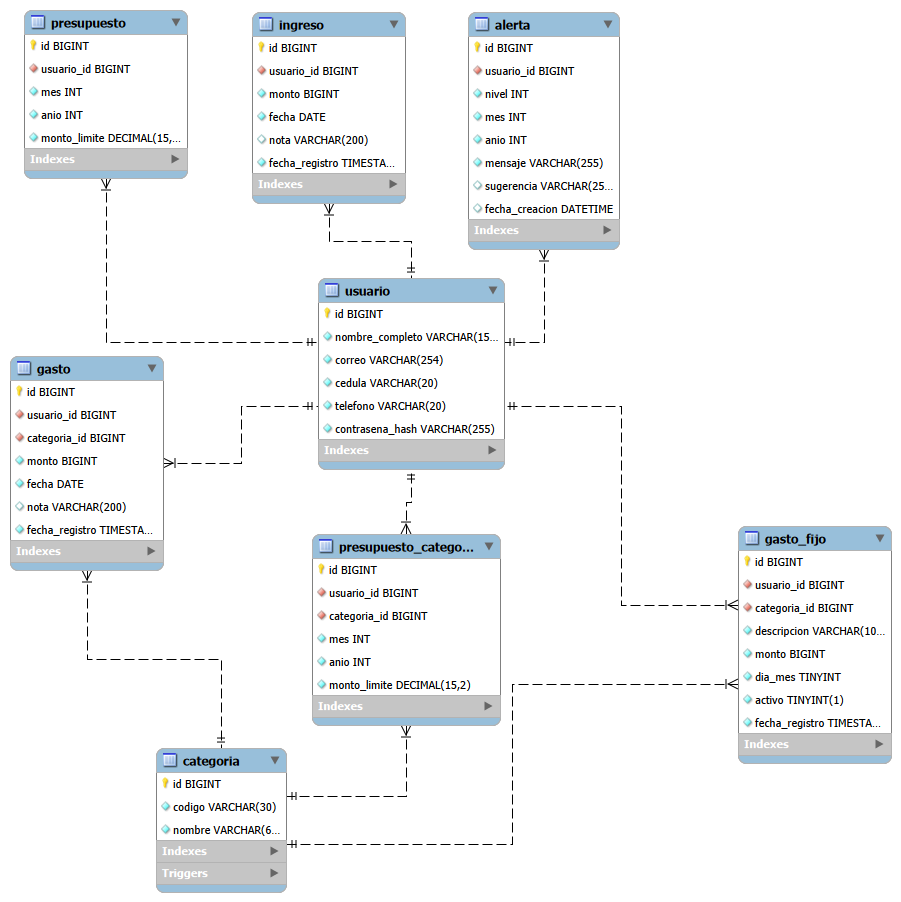 presupuesto
id BIGINT
usuario_id BIGINT
mes INT
anio INT
monto_limite DECIMAL(15,...
Indexes
ingreso
id BIGINT
usuario_id BIGINT
monto BIGINT
fecha DATE
nota VARCHAR(200)
fecha_registro TIMESTA...
Indexes
alerta
id BIGINT
usuario_id BIGINT
nivel INT
mes INT
anio INT
mensaje VARCHAR(255)
sugerencia VARCHAR(25...
fecha_creacion DATETIME
Indexes
usuario
id BIGINT
nombre_completo VARCHAR(15...
correo VARCHAR(254)
cedula VARCHAR(20)
telefono VARCHAR(20)
contrasena_hash VARCHAR(255)
Indexes
gasto
id BIGINT
usuario_id BIGINT
categoria_id BIGINT
monto BIGINT
fecha DATE
nota VARCHAR(200)
fecha_registro TIMESTA...
Indexes
presupuesto_catego...
id BIGINT
usuario_id BIGINT
categoria_id BIGINT
mes INT
anio INT
monto_limite DECIMAL(15,2)
Indexes
gasto_fijo
id BIGINT
usuario_id BIGINT
categoria_id BIGINT
descripcion VARCHAR(10...
monto BIGINT
dia_mes TINYINT
activo TINYINT(1)
fecha_registro TIMESTA...
Indexes
categoria
id BIGINT
codigo VARCHAR(30)
nombre VARCHAR(6...
Indexes
Triggers